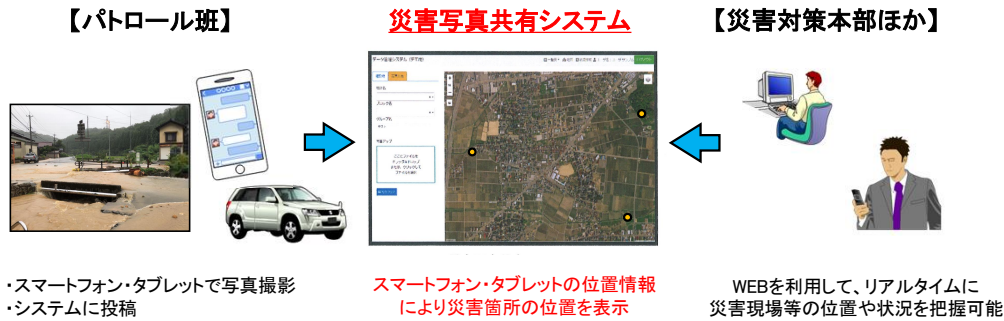 【パトロール班】
災害写真共有システム
【災害対策本部ほか】
・スマートフォン・タブレットで写真撮影
・システムに投稿
スマートフォン・タブレットの位置情報
により災害箇所の位置を表示
WEBを利用して、リアルタイムに
災害現場等の位置や状況を把握可能